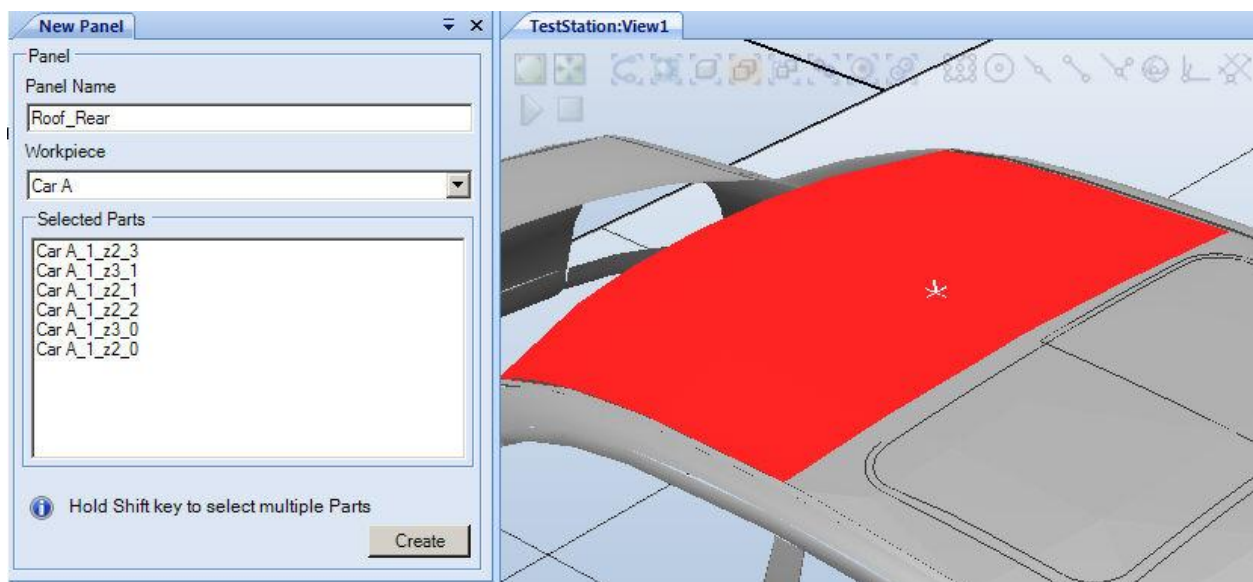 New Panel
Panel
Panel Name
Roof_Rear
Workpiece
Car A
Selected Parts
Car A_1_z2_3
Car A_1_z3_1
Car A_1_z2_1
Car A_1_z2_2
Car A_1_z3_0
Car A_1_z2_0
Hold Shift key to select multiple Parts
Create
TestStation:View1